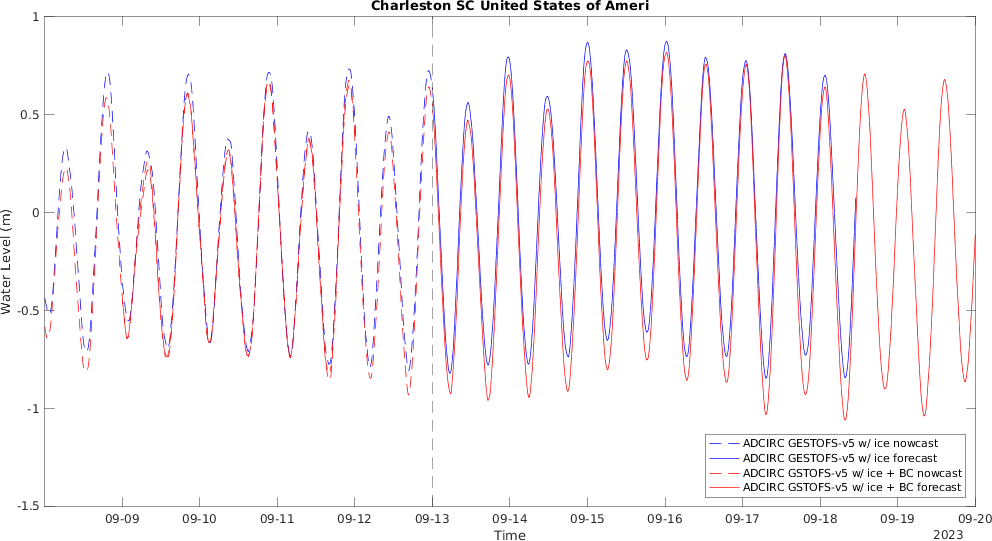 Charleston SC United States of Ameri
Water Level (m)
1
0.5
0
-0.5
-1
-1.5
ADCIRC GESTOFS-v5 w/ ice nowcast
ADCIRC GESTOFS-v5 w/ ice forecast
ADCIRC GSTOFS-v5 w/ ice + BC nowcast
ADCIRC GSTOFS-v5 w/ ice + BC forecast
09-09 09-10 09-11 09-12 09-13 09-14 09-15 09-16 09-17 09-18 09-19 09-20
Time
2023